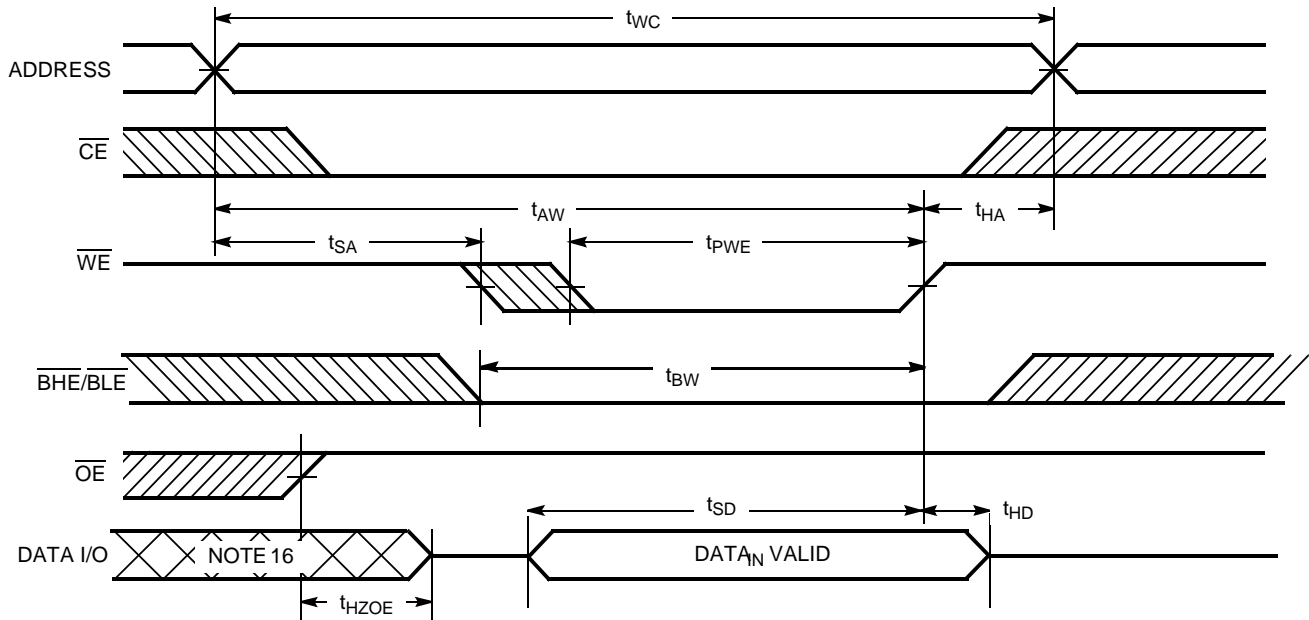 tWC
ADDRESS
CE
tAW
tHA
tSA
tPWE
WE
tBW
BHE/BLE
OE
tSD
tHD
DATA I/O
NOTE 16
DATAIN VALID
tHZOE